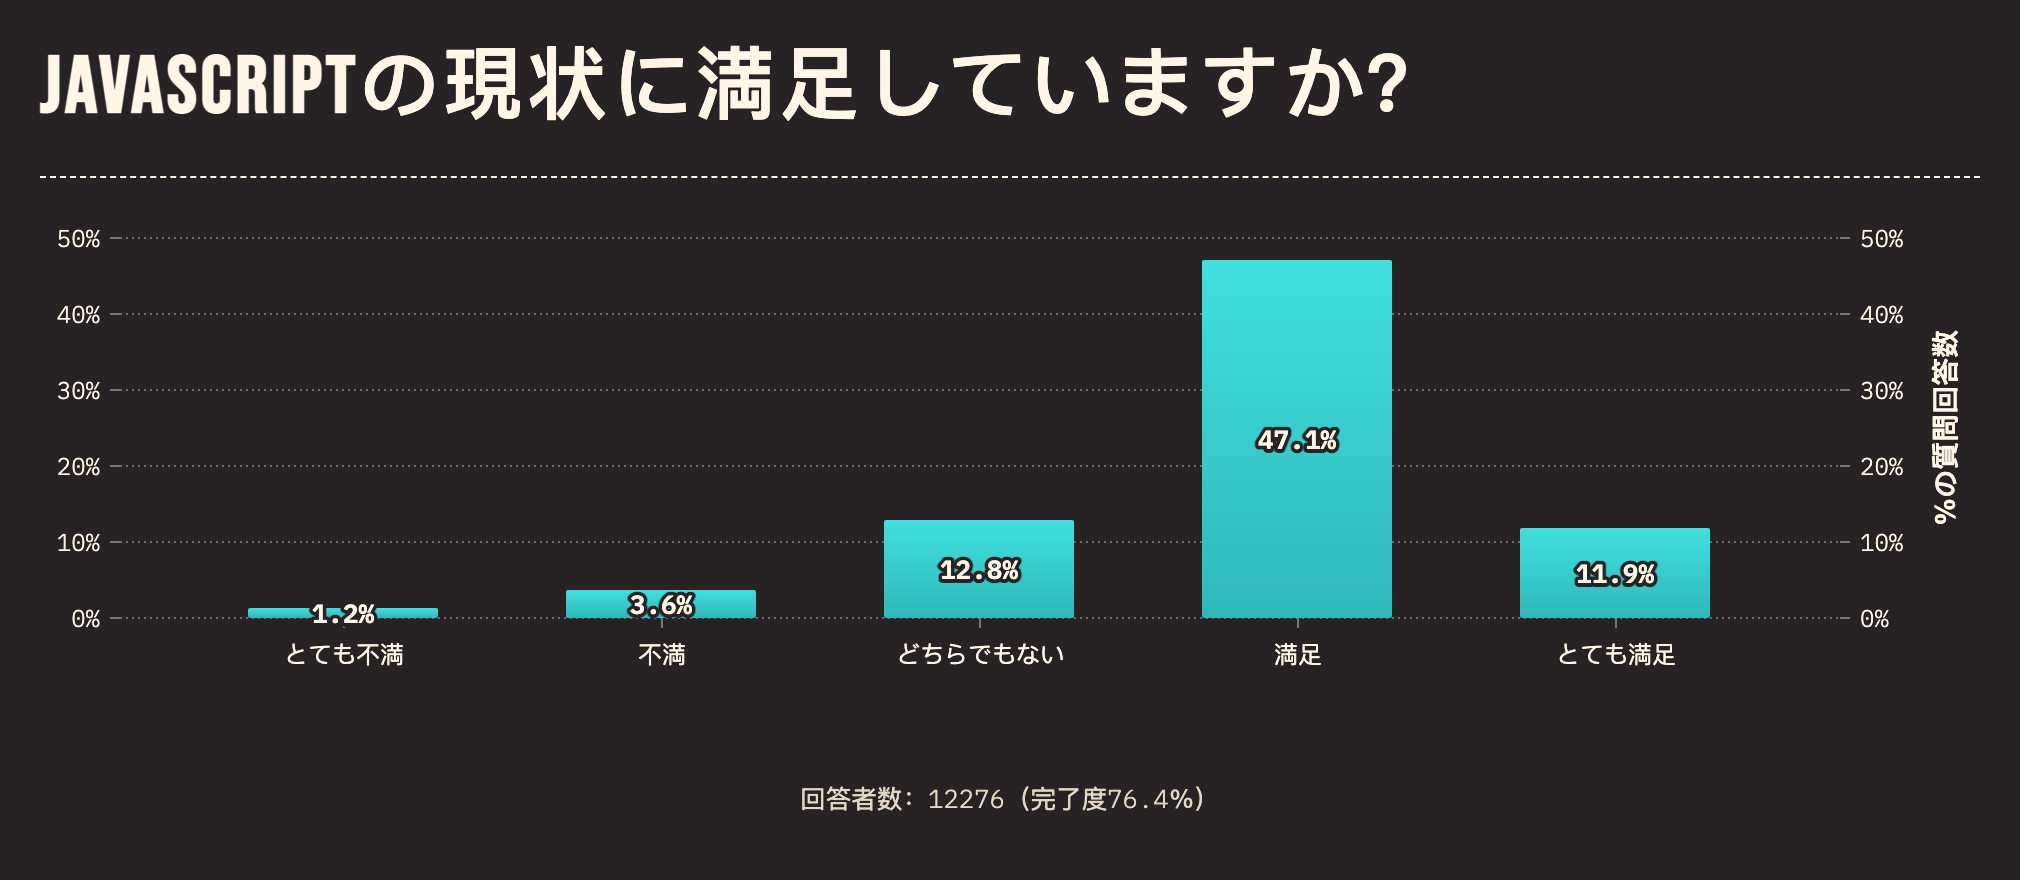 JAVASCRIPTの現状に満足していますか?
50% 50%
40% 40%
30% 30%
20% 20%
10% 10%
0% 0%
%の質問回答数
1.2% 3.6% 12.8% 47.1% 11.9%
とても不満 不満 どちらでもない 満足 とても満足
回答者数: 12276 (完了度76.4%)